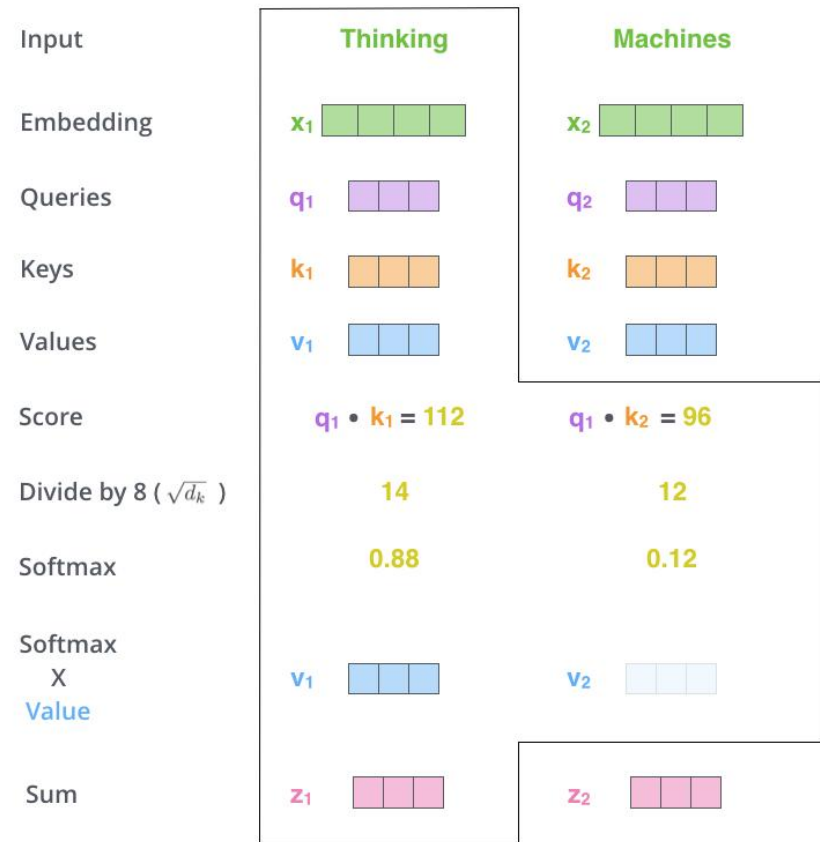 Input Thinking Machines
Embedding x₁ x₂
Queries q₁ q₂
Keys k₁ k₂
Values v₁ v₂
Score q₁ • k₁ = 112 q₁ • k₂ = 96
Divide by 8 ( √dₖ ) 14 12
Softmax 0.88 0.12
Softmax
X v₁ v₂
Value
Sum z₁ z₂